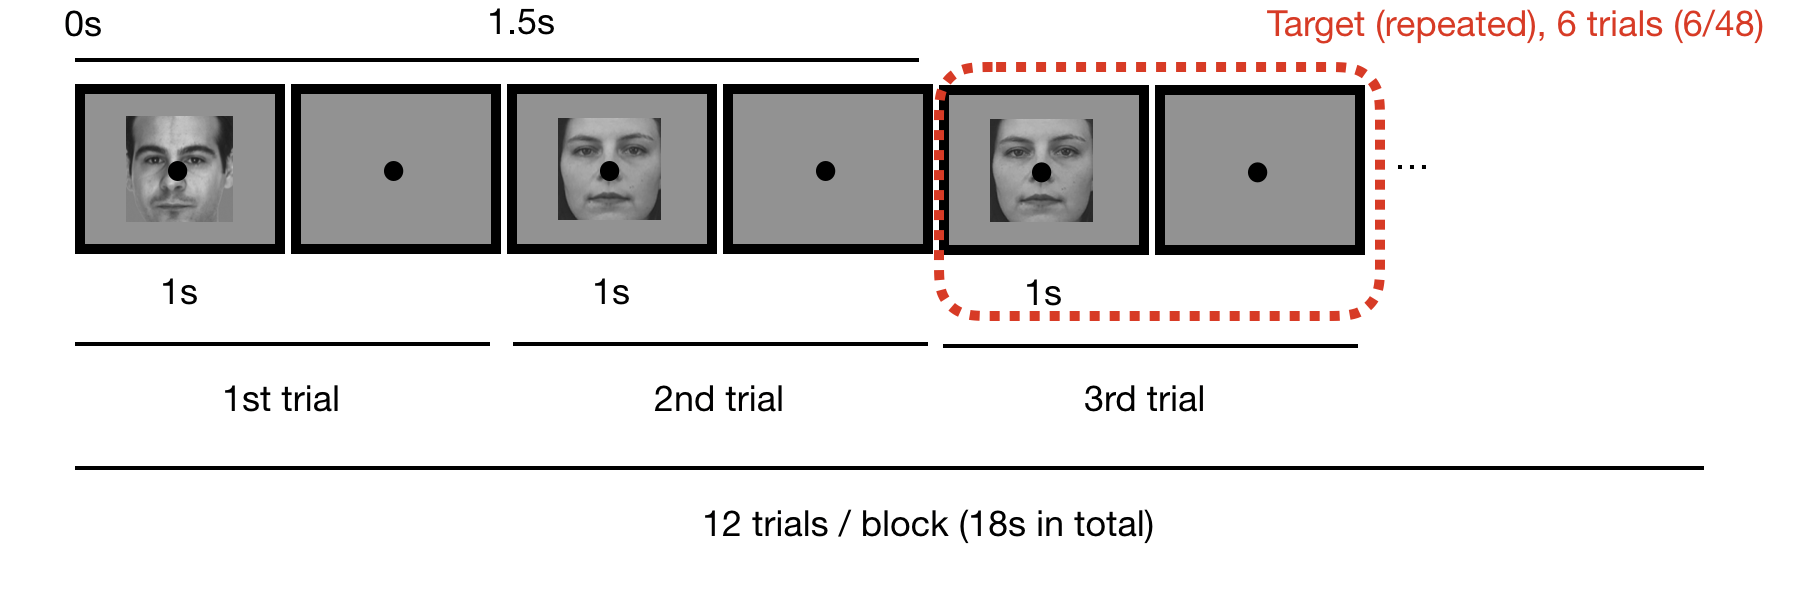 0s
1.5s
Target (repeated), 6 trials (6/48)
...
1s
1s
1s
1st trial
2nd trial
3rd trial
12 trials / block (18s in total)